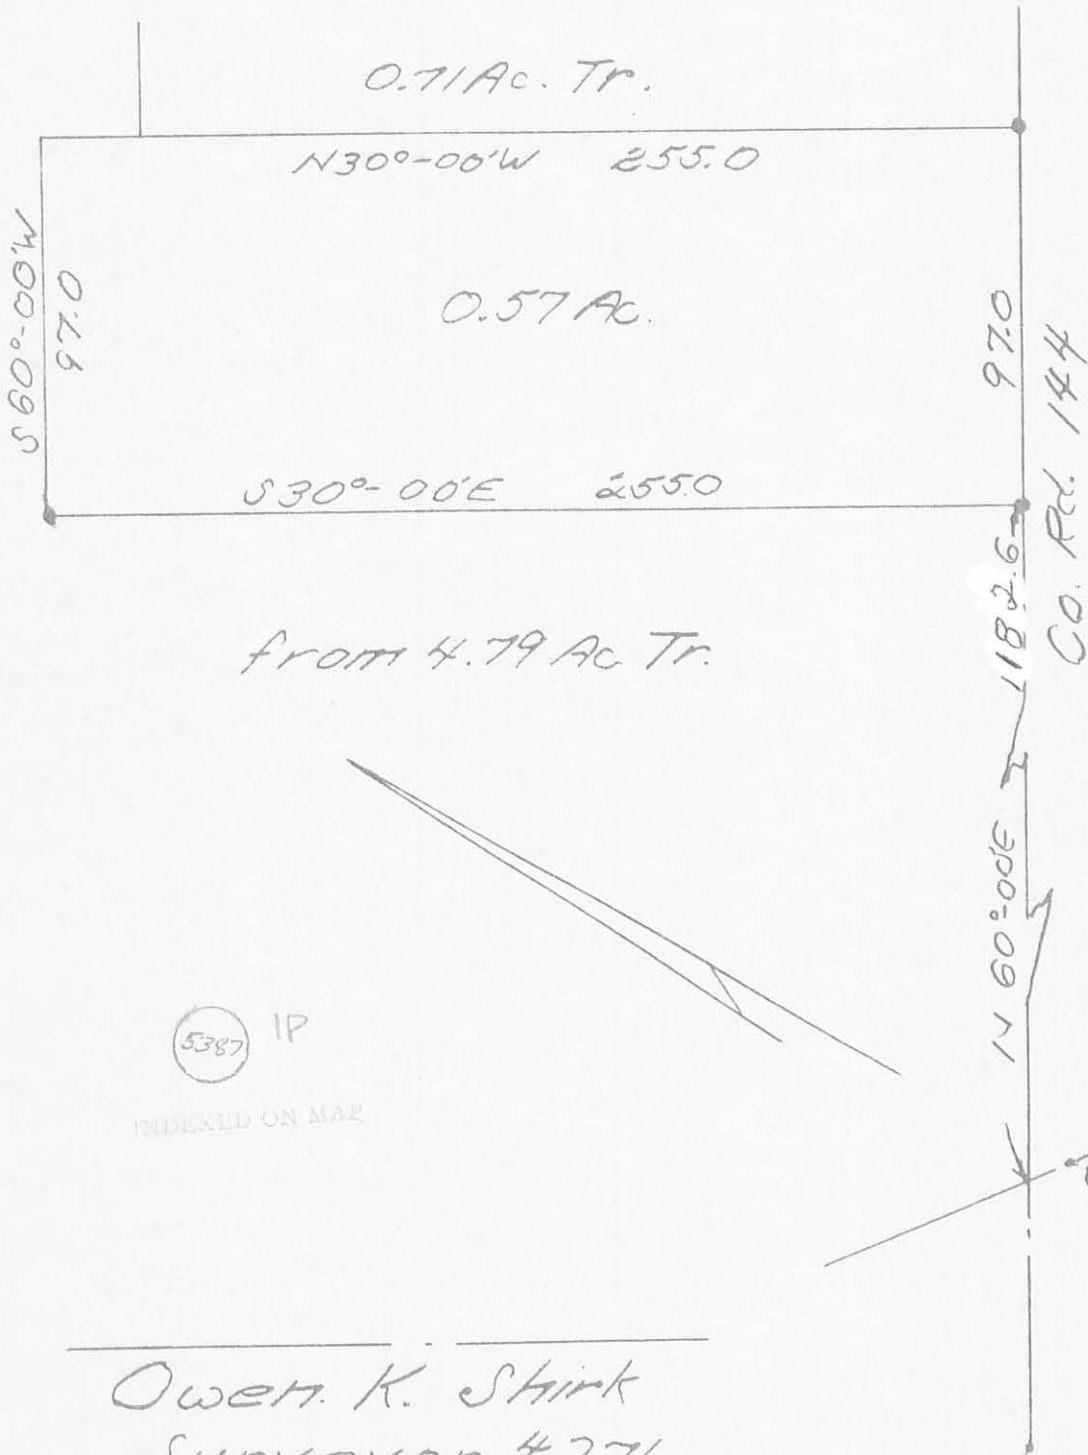 0.71 Ac. Tr.
N30°-00'W 255.0
S60°-00'W
97.0
0.57 Ac.
97.0
Co. Rd. 144
S30°-00'E 255.0
1182.6
from 4.79 Ac Tr.
N 60°-00'E
5387 IP
INDEXED ON MAP
Owen. K. Shirk